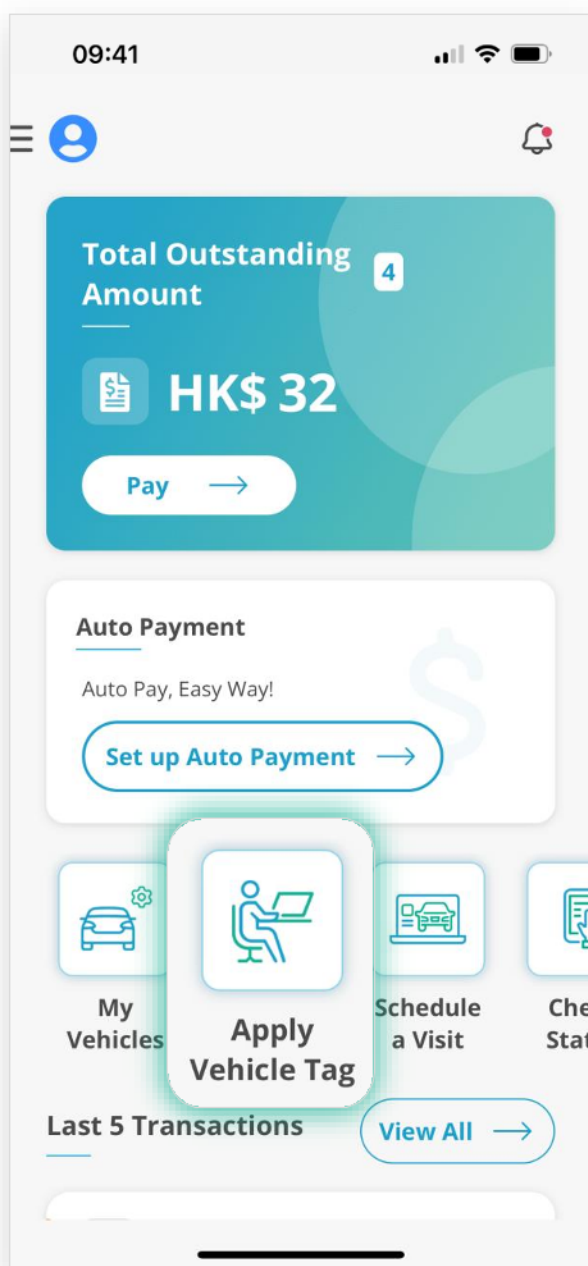 09:41
Total Outstanding
Amount
4
HK$ 32
Pay
Auto Payment
Auto Pay, Easy Way!
Set up Auto Payment
My
Vehicles
Apply
Vehicle Tag
Schedule
a Visit
Last 5 Transactions
View All